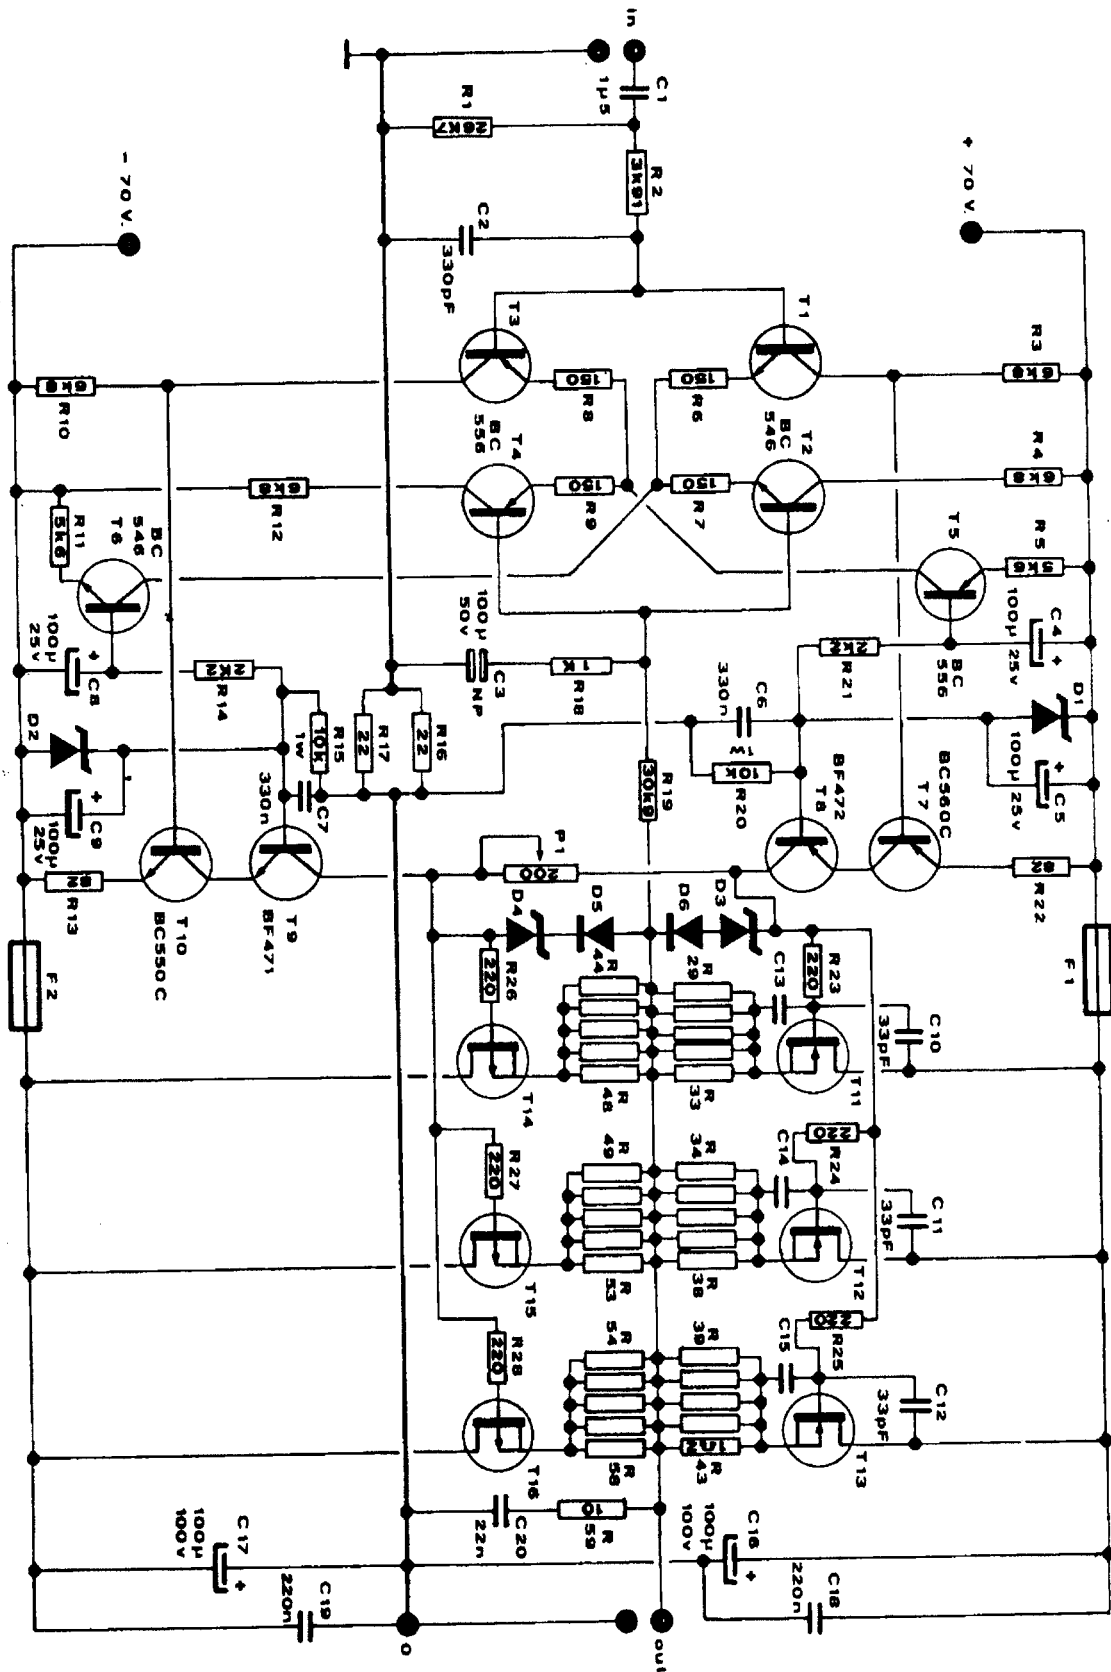 in
C1
1µ5
R1
26K7
R2
3k91
C2
330pF
+ 70 V.
- 70 V.
T1
T3
R3
6k8
R6
150
R8
150
R10
6k8
T2
BC
546
T4
BC
556
R4
6k8
R7
150
R9
150
R12
6k8
R11
5k6
T6
BC
546
T5
BC
556
R5
5k6
C4
100µ 25v
R21
2k2
C3
100µ
50v
NP
R18
1K
R14
2K2
C8
100µ
25v
D1
C5
100µ 25v
C6
330n
R20
10k
1w
R19
30k9
R16
22
R17
22
R15
10k
1w
C7
330n
D2
C9
100µ
25v
T7
BC560C
T8
BF472
R22
82
P1
200
T9
BF471
T10
BC550C
R13
82
F1
F2
D3
D6
D5
D4
R23
220
C13
C10
33pF
R
29
R
33
R
44
R
48
R26
220
T11
T14
R24
220
C14
C11
33pF
R
34
R
38
R
49
R
53
R27
220
T12
T15
R25
220
C15
C12
33pF
R
39
R
43
1Ω2
R
54
R
58
R28
220
T13
T16
R
59
10
C20
22n
C16
100µ
100v
C18
220n
C17
100µ
100v
C19
220n
out
0